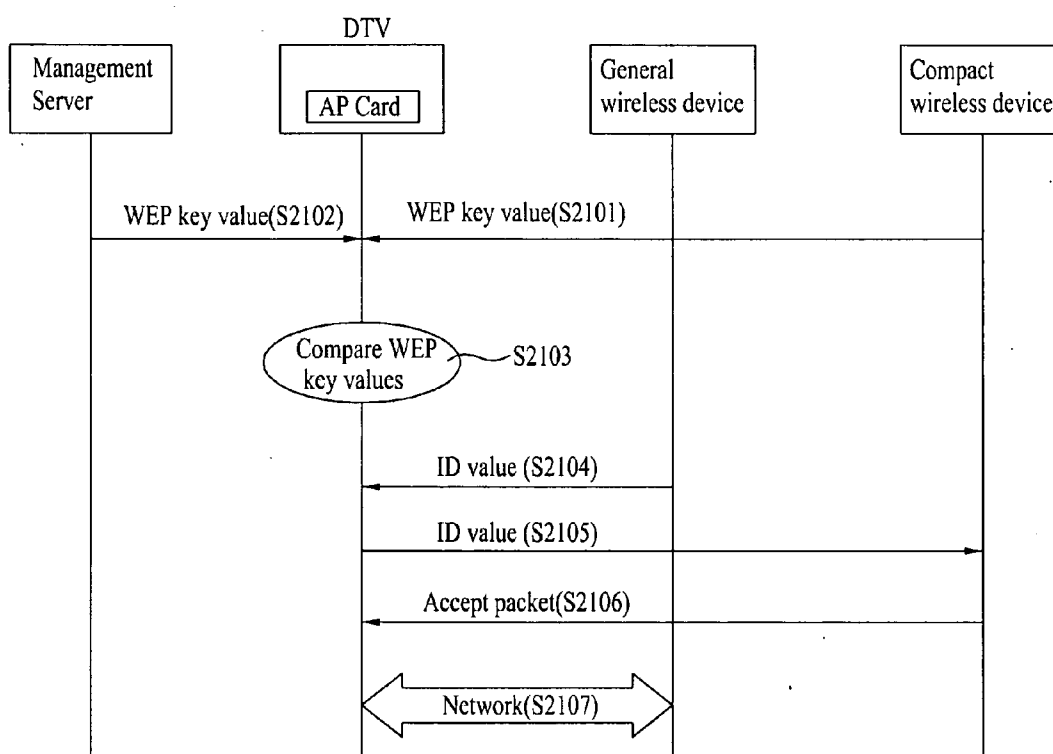 DTV
Management
Server
AP Card
General
wireless device
Compact
wireless device
WEP key value(S2102)
WEP key value(S2101)
Compare WEP
key values
S2103
ID value (S2104)
ID value (S2105)
Accept packet(S2106)
Network(S2107)